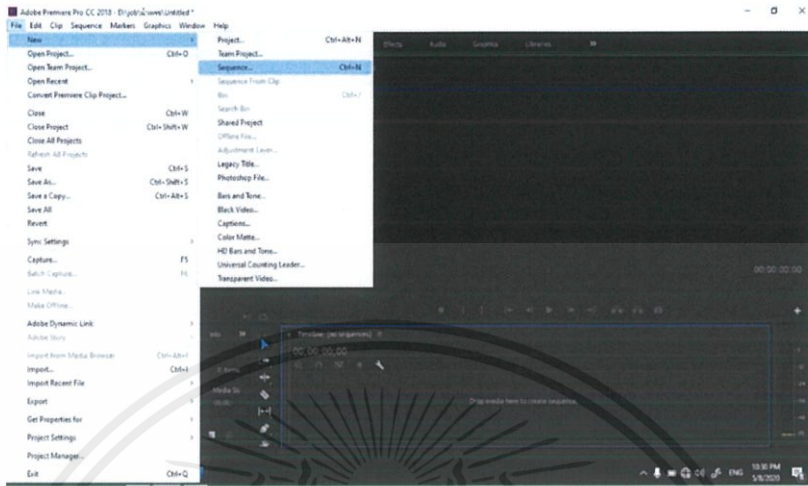 Adobe Premiere Pro CC 2018 -
File Edit Clip Sequence Markers Graphics Window Help
New
Open Project... Ctrl+O
Open Team Project...
Open Recent
Convert Premiere Clip Project...
Close Ctrl+W
Close Project Ctrl+Shift+W
Close All Projects
Refresh All Projects
Save Ctrl+S
Save As... Ctrl+Shift+S
Save a Copy... Ctrl+Alt+S
Save All
Revert
Sync Settings
Capture... F5
Batch Capture... F6
Link Media...
Make Offline...
Adobe Dynamic Link
Adobe Story
Import from Media Browser Ctrl+Alt+I
Import... Ctrl+I
Import Recent File
Export
Get Properties for
Project Settings
Project Manager...
Exit Ctrl+Q
Project... Ctrl+Alt+N
Team Project...
Sequence... Ctrl+N
Sequence From Clip
Bin Ctrl+/
Search Bin
Shared Project
Offline File...
Adjustment Layer...
Legacy Title...
Photoshop File...
Bars and Tone...
Black Video...
Captions...
Color Matte...
HD Bars and Tone...
Universal Counting Leader...
Transparent Video...
Effects Audio Graphics Libraries
00:00:00:00
Timeline: (no sequences)
00:00:00:00
0 Items
Drop media here to create sequence.
ENG
10:30 PM
5/8/2020